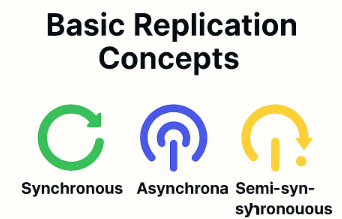 Basic Replication
Concepts
Synchronous
Asynchrona
Semi-syn-
syhronouous